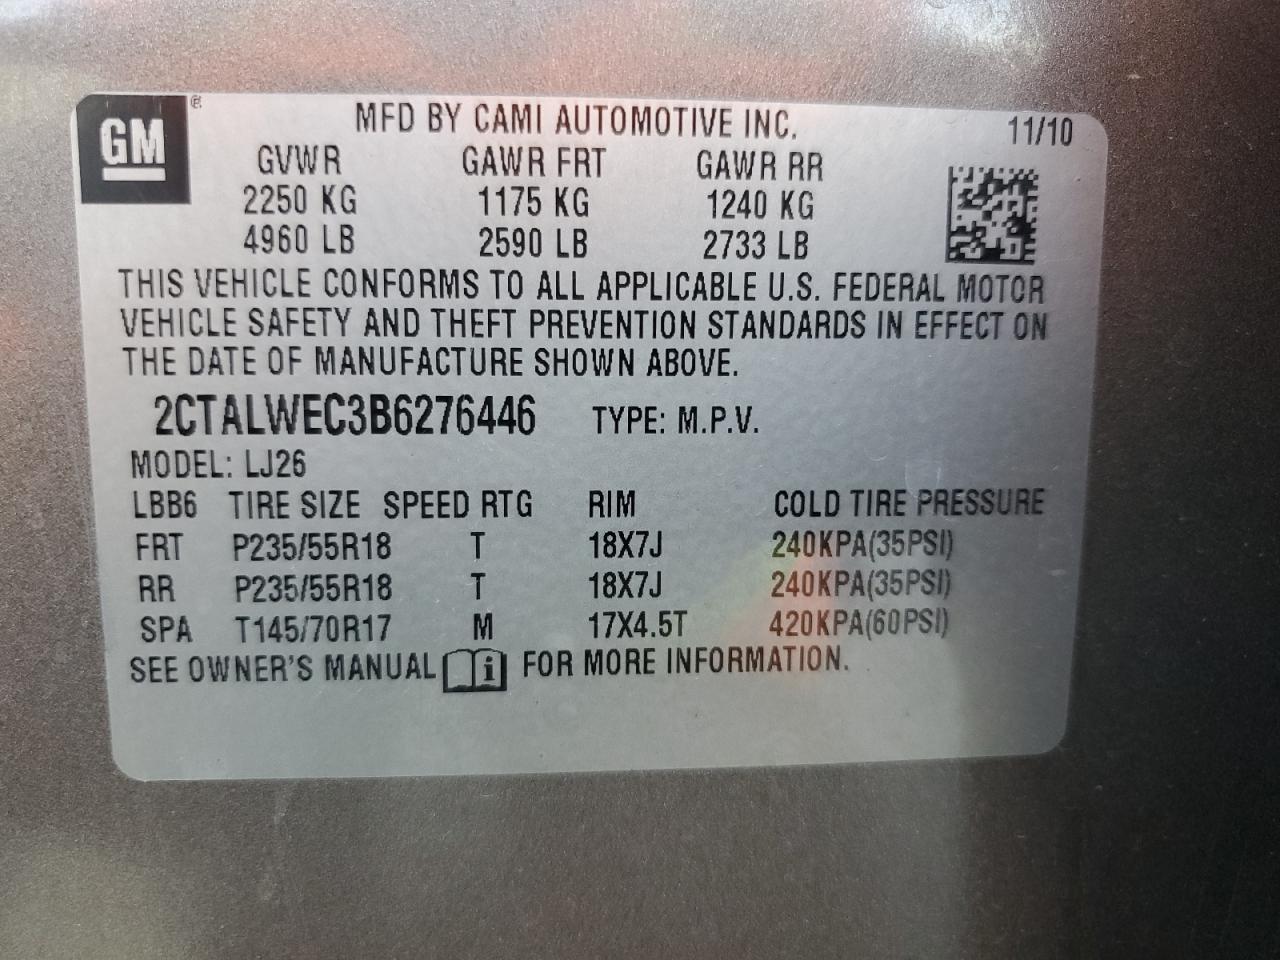 GM ®
MFD BY CAMI AUTOMOTIVE INC. 11/10
GVWR GAWR FRT GAWR RR
2250 KG 1175 KG 1240 KG
4960 LB 2590 LB 2733 LB
THIS VEHICLE CONFORMS TO ALL APPLICABLE U.S. FEDERAL MOTOR
VEHICLE SAFETY AND THEFT PREVENTION STANDARDS IN EFFECT ON
THE DATE OF MANUFACTURE SHOWN ABOVE.
2CTALWEC3B6276446 TYPE: M.P.V.
MODEL: LJ26
LBB6 TIRE SIZE SPEED RTG RIM COLD TIRE PRESSURE
FRT P235/55R18 T 18X7J 240KPA(35PSI)
RR P235/55R18 T 18X7J 240KPA(35PSI)
SPA T145/70R17 M 17X4.5T 420KPA(60PSI)
SEE OWNER'S MANUAL i FOR MORE INFORMATION.